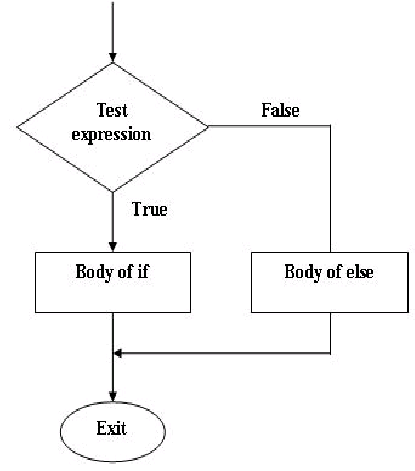 Test
expression
False
True
Body of if
Body of else
Exit